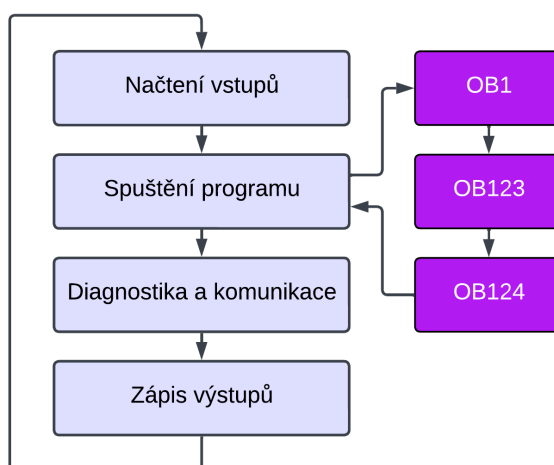 Načtení vstupů
OB1
Spuštění programu
OB123
Diagnostika a komunikace
OB124
Zápis výstupů